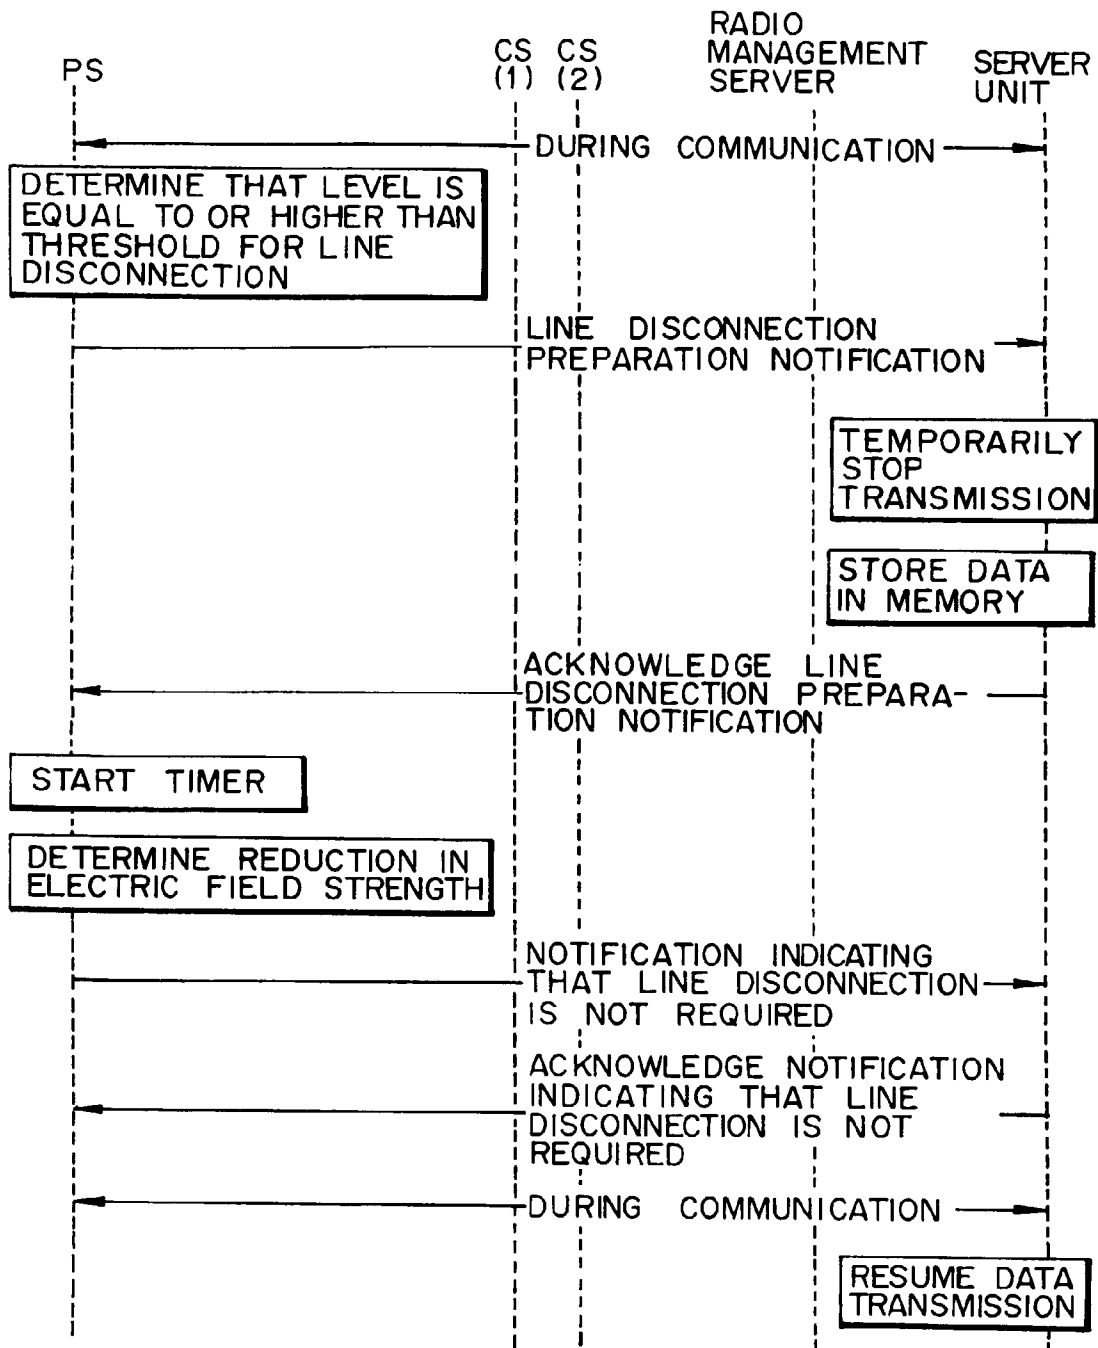 PS
CS
(1)
CS
(2)
RADIO
MANAGEMENT
SERVER
SERVER
UNIT
DURING COMMUNICATION
DETERMINE THAT LEVEL IS
EQUAL TO OR HIGHER THAN
THRESHOLD FOR LINE
DISCONNECTION
LINE DISCONNECTION
PREPARATION NOTIFICATION
TEMPORARILY
STOP
TRANSMISSION
STORE DATA
IN MEMORY
ACKNOWLEDGE LINE
DISCONNECTION PREPARA-
TION NOTIFICATION
START TIMER
DETERMINE REDUCTION IN
ELECTRIC FIELD STRENGTH
NOTIFICATION INDICATING
THAT LINE DISCONNECTION
IS NOT REQUIRED
ACKNOWLEDGE NOTIFICATION
INDICATING THAT LINE
DISCONNECTION IS NOT
REQUIRED
DURING COMMUNICATION
RESUME DATA
TRANSMISSION